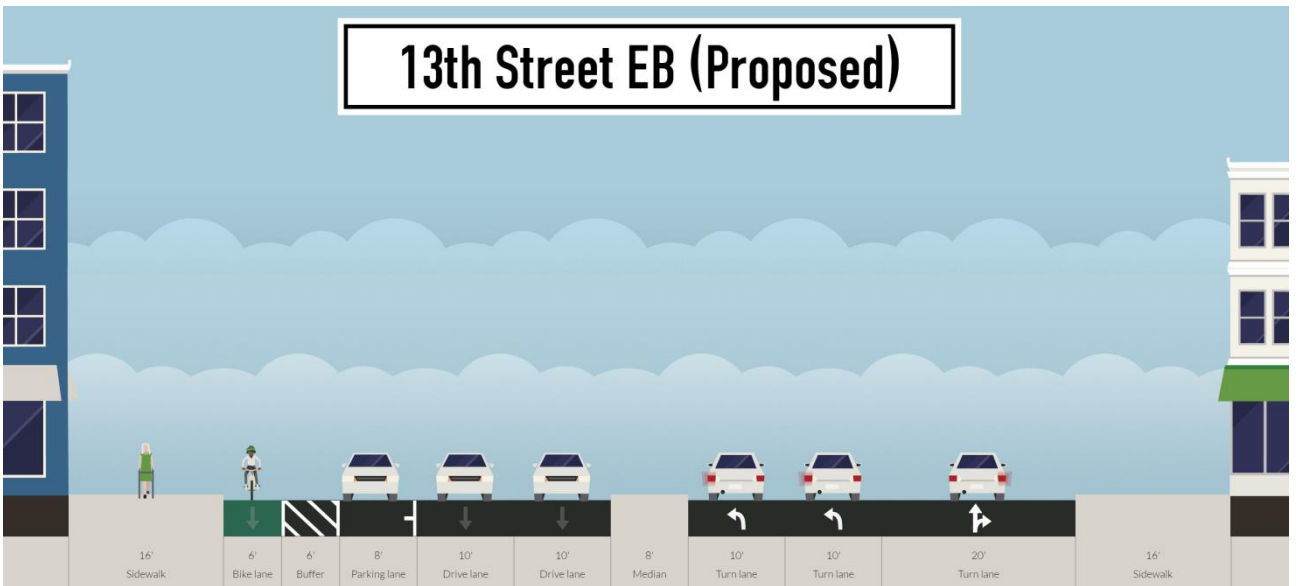 13th Street EB (Proposed)
16' 6' 6' 8' 10' 10' 8' 10' 10' 20' 16'
Sidewalk Bike lane Buffer Parking lane Drive lane Drive lane Median Turn lane Turn lane Turn lane Sidewalk